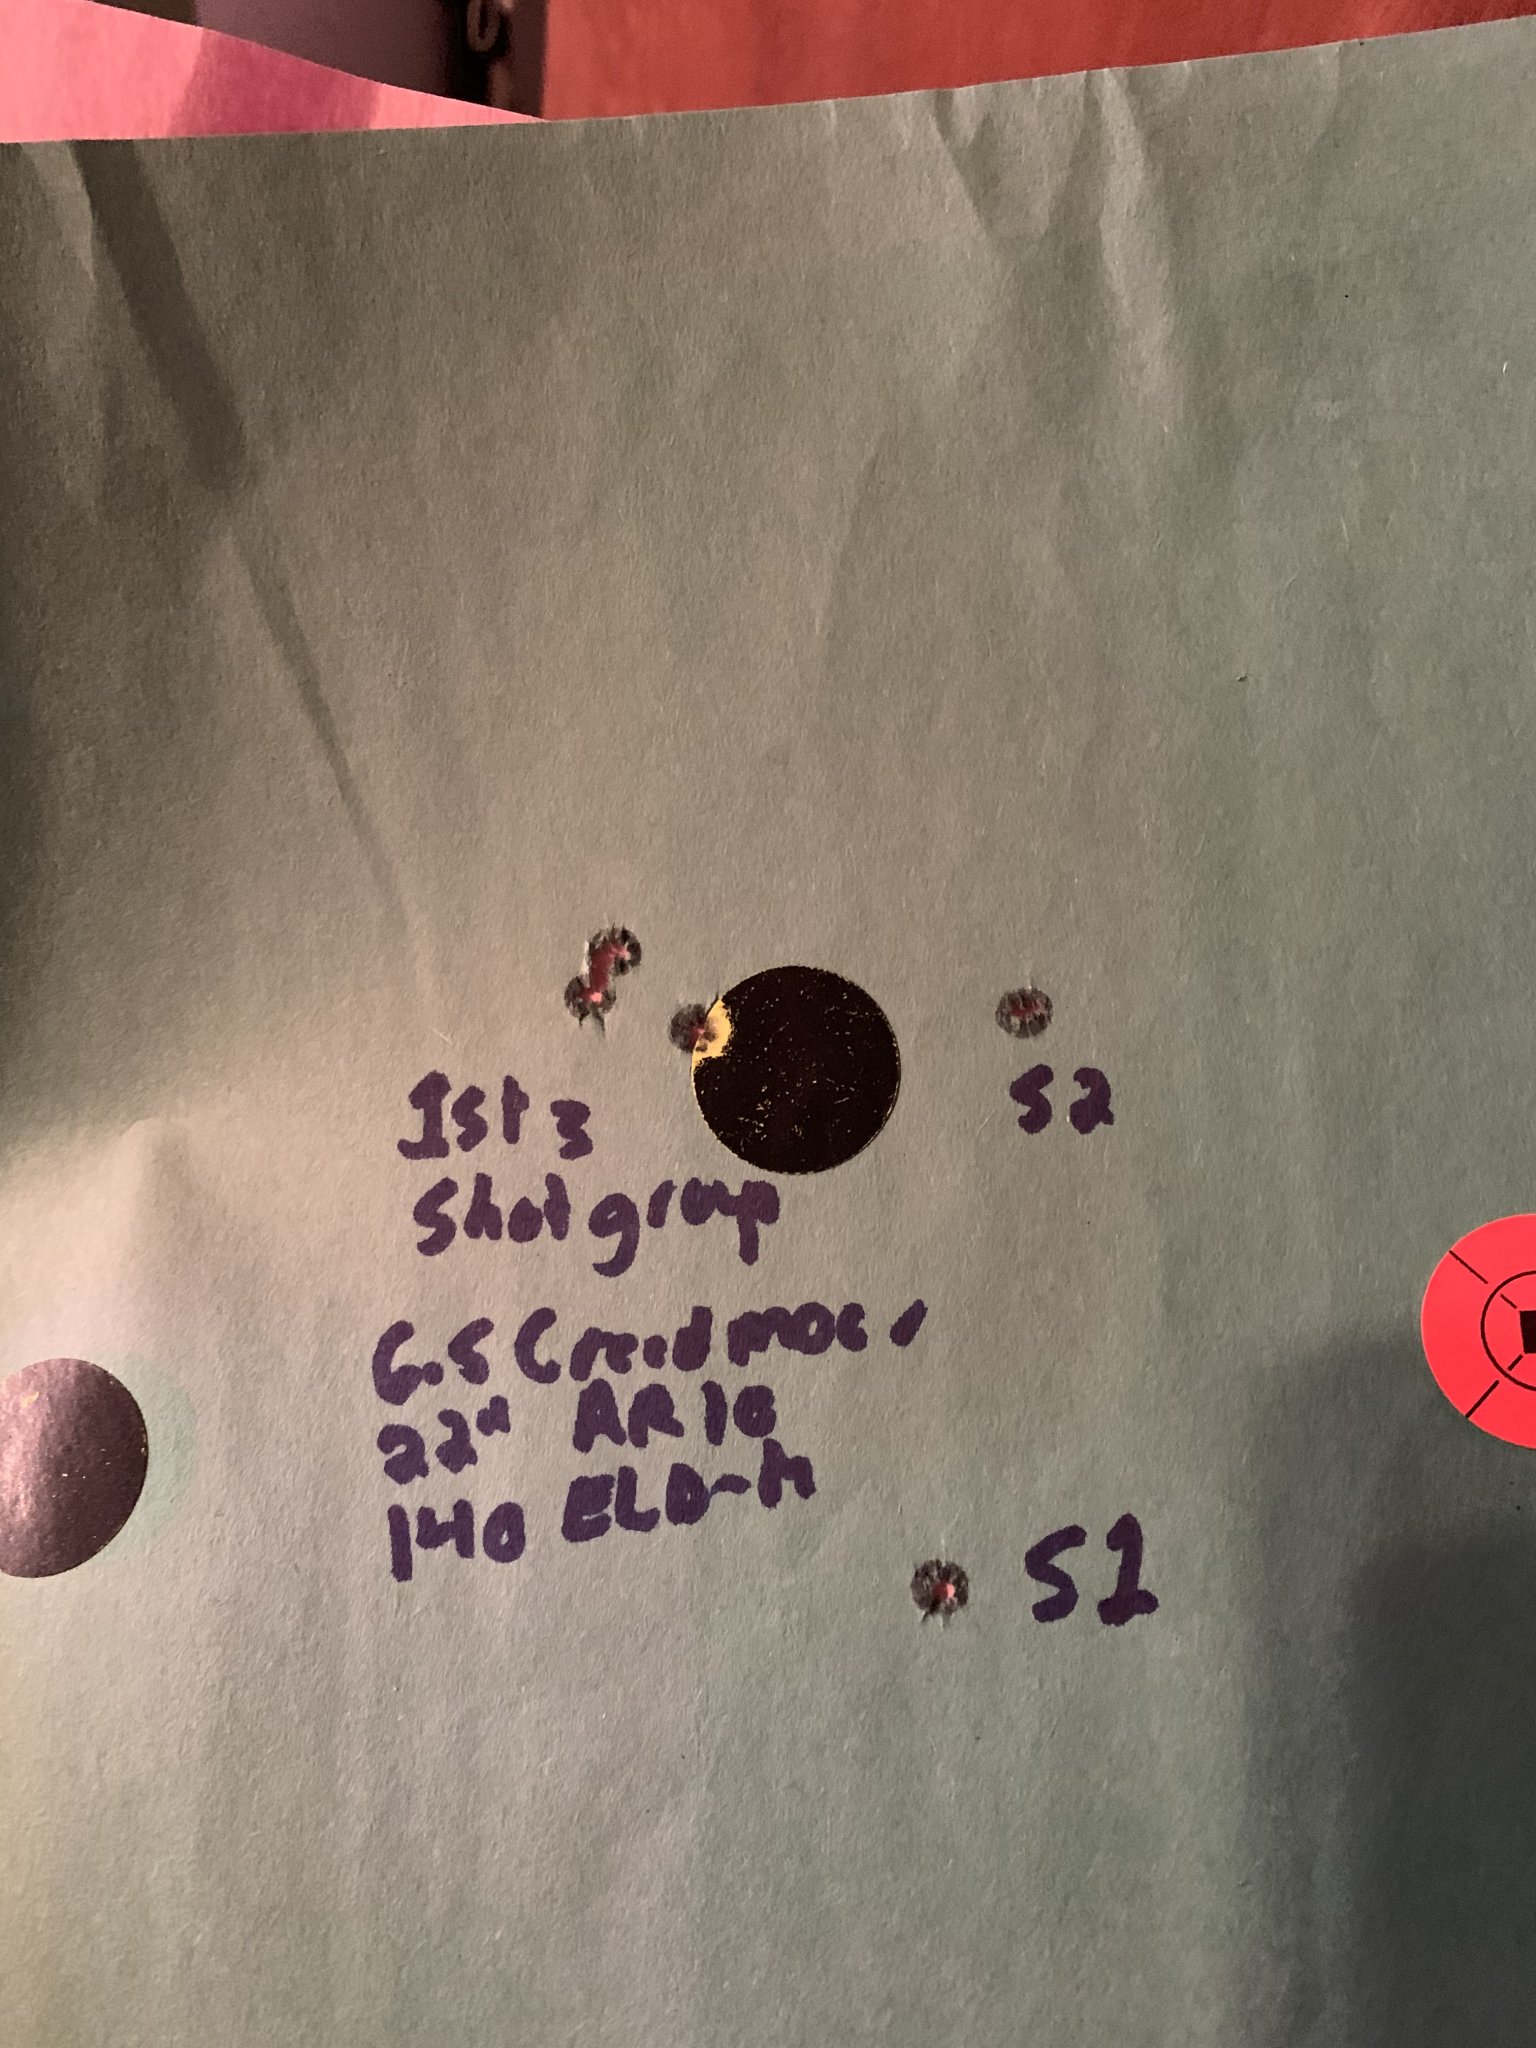 S2
1st 3
Shot group
6.5 Creedmoor
22" AR10
140 ELD-M
S1